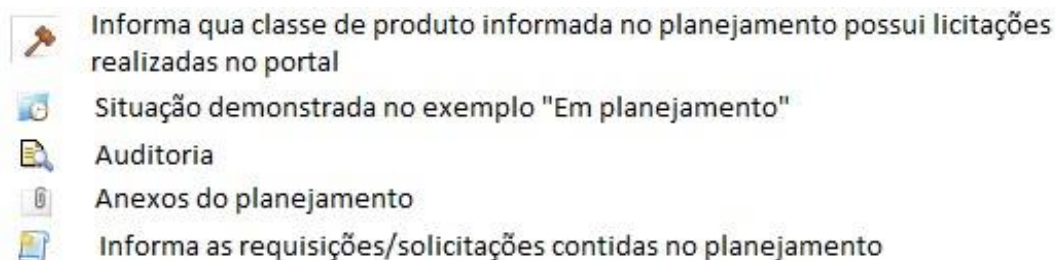 Informa qua classe de produto informada no planejamento possui licitações
realizadas no portal
Situação demonstrada no exemplo "Em planejamento"
Auditoria
Anexos do planejamento
Informa as requisições/solicitações contidas no planejamento